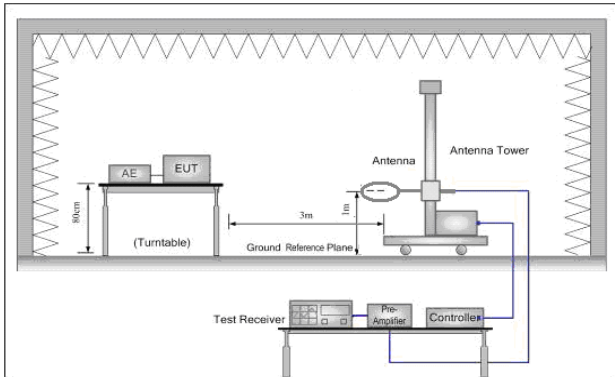 Antenna Tower
Antenna
EUT
AE
80cm
(Turntable)
3m
1m
Ground Reference Plane
Test Receiver
Pre-
Amplifier
Controller